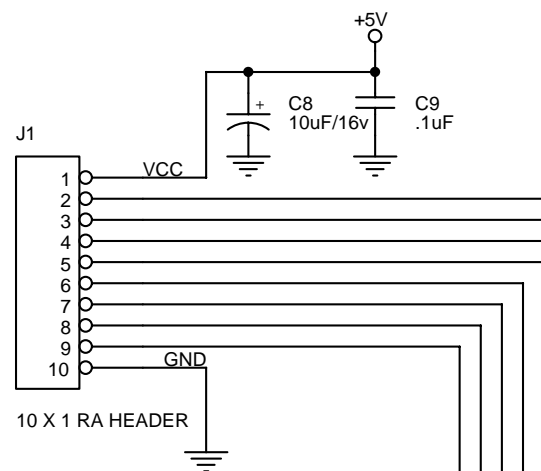 +5V
+
C8
10uF/16v
C9
.1uF
J1
VCC
1
2
3
4
5
6
7
8
9
10
GND
10 X 1 RA HEADER